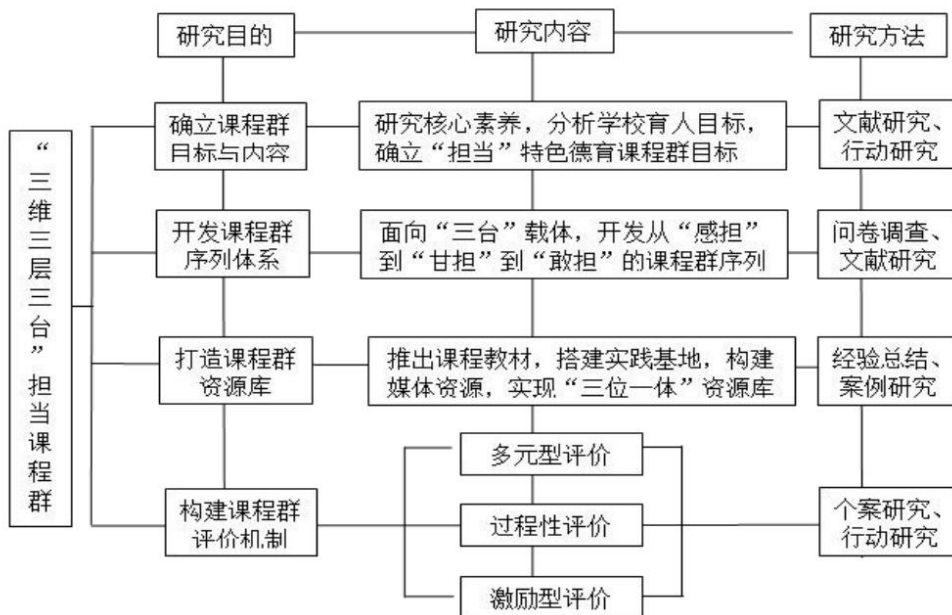 研究目的
研究内容
研究方法
“三维三层三台”担当课程群
确立课程群
目标与内容
研究核心素养，分析学校育人目标，
确立“担当”特色德育课程群目标
文献研究、
行动研究
开发课程群
序列体系
面向“三台”载体，开发从“感担”
到“甘担”到“敢担”的课程群序列
问卷调查、
文献研究
打造课程群
资源库
推出课程教材，搭建实践基地，构建
媒体资源，实现“三位一体”资源库
经验总结、
案例研究
构建课程群
评价机制
多元型评价
过程性评价
激励型评价
个案研究、
行动研究